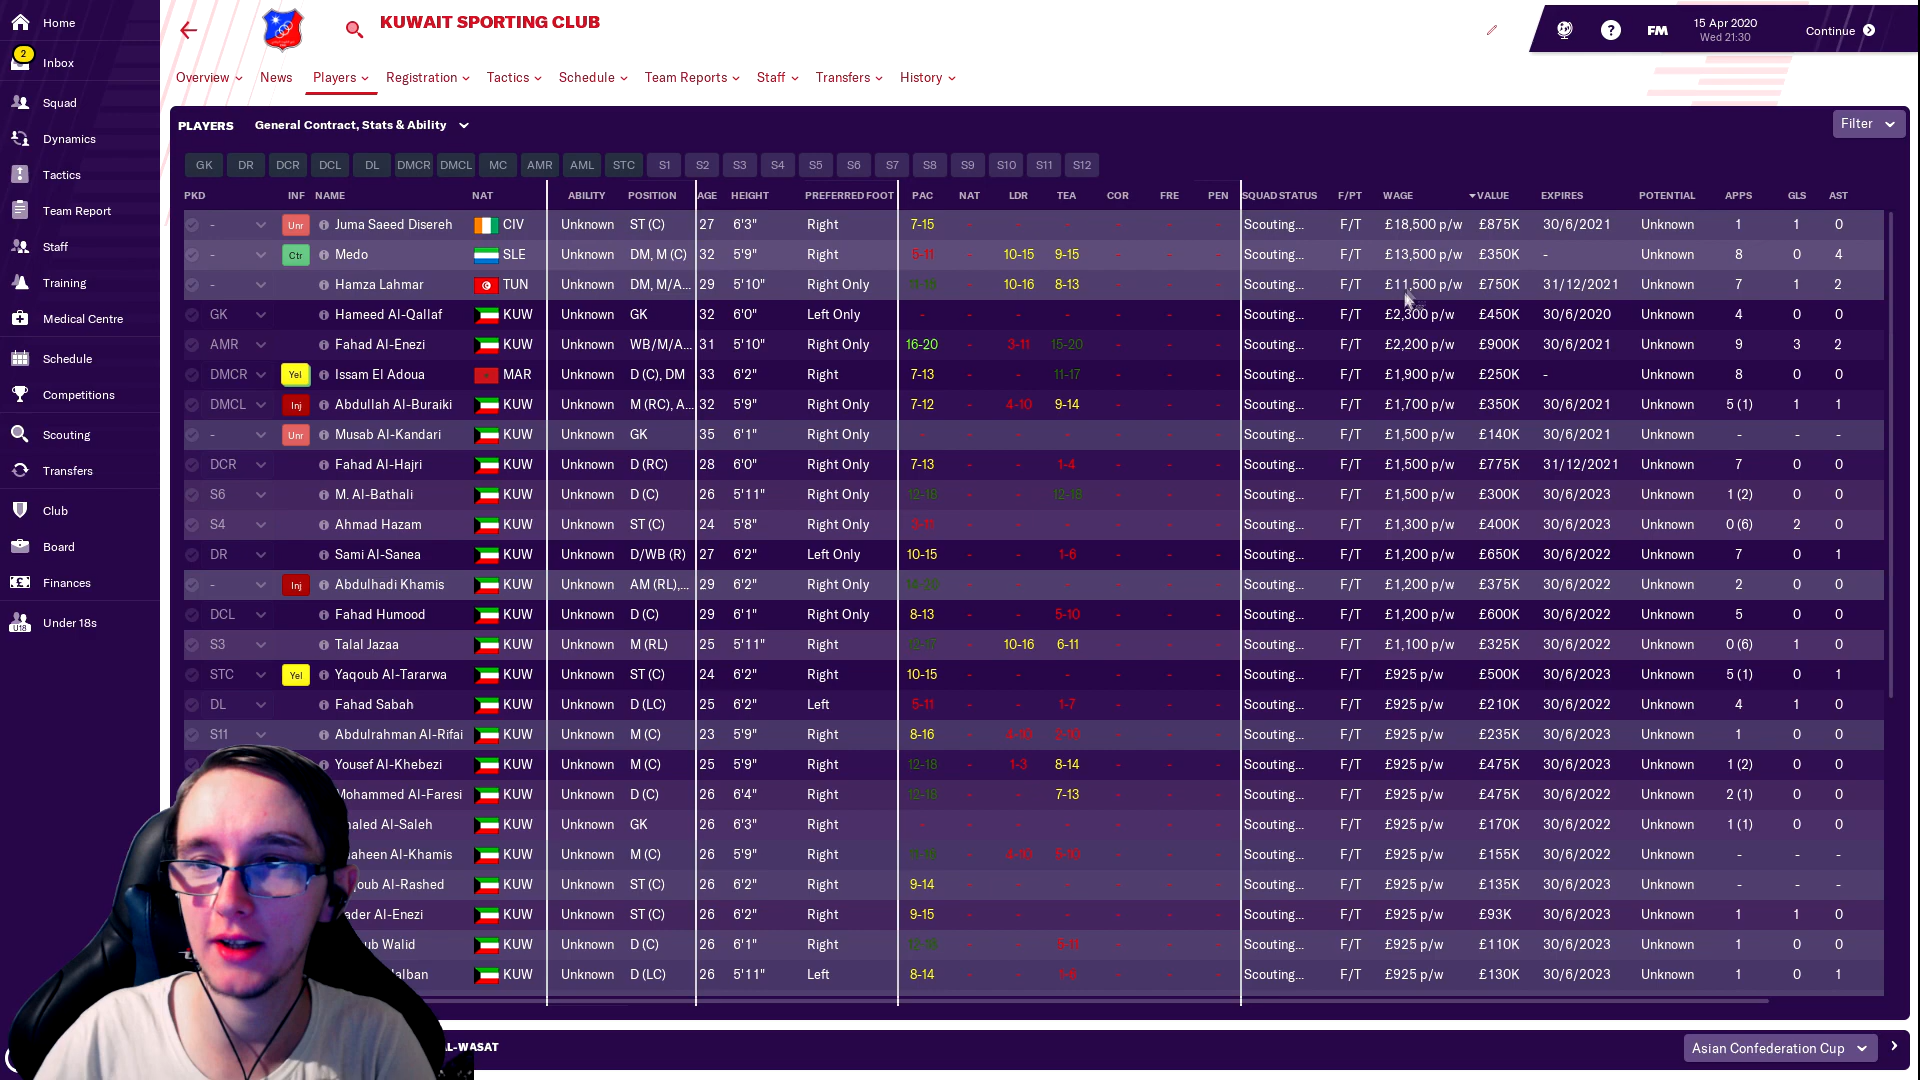 Home
2
Inbox
Squad
Dynamics
Tactics
Team Report
Staff
Training
Medical Centre
Schedule
Competitions
Scouting
Transfers
Club
Board
Finances
U18
Under 18s
KUWAIT SPORTING CLUB
FM
15 Apr 2020
Wed 21:30
Continue
Overview News Players Registration Tactics Schedule Team Reports Staff Transfers History
PLAYERS General Contract, Stats & Ability
Filter
GK DR DCR DCL DL DMCR DMCL MC AMR AML STC S1 S2 S3 S4 S5 S6 S7 S8 S9 S10 S11 S12
PKD INF NAME NAT ABILITY POSITION AGE HEIGHT PREFERRED FOOT PAC NAT LDR TEA COR FRE PEN SQUAD STATUS F/PT WAGE VALUE EXPIRES POTENTIAL APPS GLS AST
- Unr Juma Saeed Disereh CIV Unknown ST (C) 27 6'3" Right 7-15 - - - - - - Scouting... F/T £18,500 p/w £875K 30/6/2021 Unknown 1 1 0
- Ctr Medo SLE Unknown DM, M (C) 32 5'9" Right 5-11 - 10-15 9-15 - - - Scouting... F/T £13,500 p/w £350K - Unknown 8 0 4
- Hamza Lahmar TUN Unknown DM, M/A... 29 5'10" Right Only - 10-16 8-13 - - - Scouting... F/T £11,500 p/w £750K 31/12/2021 Unknown 7 1 2
GK Hameed Al-Qallaf KUW Unknown GK 32 6'0" Left Only - - - - - - - Scouting... F/T £2,300 p/w £450K 30/6/2020 Unknown 4 0 0
AMR Fahad Al-Enezi KUW Unknown WB/M/A... 31 5'10" Right Only 16-20 - 3-11 15-20 - - - Scouting... F/T £2,200 p/w £900K 30/6/2021 Unknown 9 3 2
DMCR Yel Issam El Adoua MAR Unknown D (C), DM 33 6'2" Right 7-13 - - 11-17 - - - Scouting... F/T £1,900 p/w £250K - Unknown 8 0 0
DMCL Inj Abdullah Al-Buraiki KUW Unknown M (RC), A... 32 5'9" Right Only 7-12 - 4-10 9-14 - - - Scouting... F/T £1,700 p/w £350K 30/6/2021 Unknown 5 (1) 1 1
- Unr Musab Al-Kandari KUW Unknown GK 35 6'1" Right Only - - - - - - - Scouting... F/T £1,500 p/w £140K 30/6/2021 Unknown - - -
DCR Fahad Al-Hajri KUW Unknown D (RC) 28 6'0" Right Only 7-13 - - 1-4 - - - Scouting... F/T £1,500 p/w £775K 31/12/2021 Unknown 7 0 0
S6 M. Al-Bathali KUW Unknown D (C) 26 5'11" Right Only 12-18 - - 12-18 - - - Scouting... F/T £1,500 p/w £300K 30/6/2023 Unknown 1 (2) 0 0
S4 Ahmad Hazam KUW Unknown ST (C) 24 5'8" Right Only 3-11 - - - - - - Scouting... F/T £1,300 p/w £400K 30/6/2023 Unknown 0 (6) 2 0
DR Sami Al-Sanea KUW Unknown D/WB (R) 27 6'2" Left Only 10-15 - - 1-6 - - - Scouting... F/T £1,200 p/w £650K 30/6/2022 Unknown 7 0 1
- Inj Abdulhadi Khamis KUW Unknown AM (RL),... 29 6'2" Right Only - - - - - - Scouting... F/T £1,200 p/w £375K 30/6/2022 Unknown 2 0 0
DCL Fahad Humood KUW Unknown D (C) 29 6'1" Right Only 8-13 - - 5-10 - - - Scouting... F/T £1,200 p/w £600K 30/6/2022 Unknown 5 0 0
S3 Talal Jazaa KUW Unknown M (RL) 25 5'11" Right - 10-16 6-11 - - - Scouting... F/T £1,100 p/w £325K 30/6/2022 Unknown 0 (6) 1 0
STC Yel Yaqoub Al-Tararwa KUW Unknown ST (C) 24 6'2" Right 10-15 - - - - - - Scouting... F/T £925 p/w £500K 30/6/2022 Unknown 5 (1) 0 1
DL Fahad Sabah KUW Unknown D (LC) 25 6'2" Left 5-11 - - 1-7 - - - Scouting... F/T £925 p/w £210K 30/6/2022 Unknown 4 1 0
S11 Abdulrahman Al-Rifai KUW Unknown M (C) 23 5'9" Right 8-16 - 4-10 2-10 - - - Scouting... F/T £925 p/w £235K 30/6/2023 Unknown 1 0 0
Yousef Al-Khebezi KUW Unknown M (C) 25 5'9" Right 12-18 - 1-3 8-14 - - - Scouting... F/T £925 p/w £475K 30/6/2023 Unknown 1 (2) 0 0
Mohammed Al-Faresi KUW Unknown D (C) 26 6'4" Right 12-18 - - 7-13 - - - Scouting... F/T £925 p/w £475K 30/6/2022 Unknown 2 (1) 0 0
haled Al-Saleh KUW Unknown GK 26 6'3" Right - - - - - - - Scouting... F/T £925 p/w £170K 30/6/2022 Unknown 1 (1) 0 0
aheen Al-Khamis KUW Unknown M (C) 26 5'9" Right - 4-10 5-10 - - - Scouting... F/T £925 p/w £155K 30/6/2022 Unknown - - -
oub Al-Rashed KUW Unknown ST (C) 26 6'2" Right 9-14 - - - - - - Scouting... F/T £925 p/w £135K 30/6/2023 Unknown - - -
ader Al-Enezi KUW Unknown ST (C) 26 6'2" Right 9-15 - - - - - - Scouting... F/T £925 p/w £93K 30/6/2023 Unknown 1 1 0
ub Walid KUW Unknown D (C) 26 6'1" Right - - 5-11 - - - Scouting... F/T £925 p/w £110K 30/6/2023 Unknown 1 0 0
alban KUW Unknown D (LC) 26 5'11" Left 8-14 - - - - - Scouting... F/T £925 p/w £130K 30/6/2023 Unknown 1 0 1
L-WASAT
Asian Confederation Cup